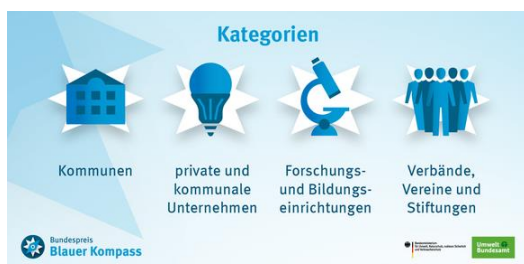 Kategorien
Kommunen
private und
kommunale
Unternehmen
Forschungs-
und Bildungs-
einrichtungen
Verbände,
Vereine und
Stiftungen
Bundespreis
Blauer Kompass
Umwelt
Bundesamt